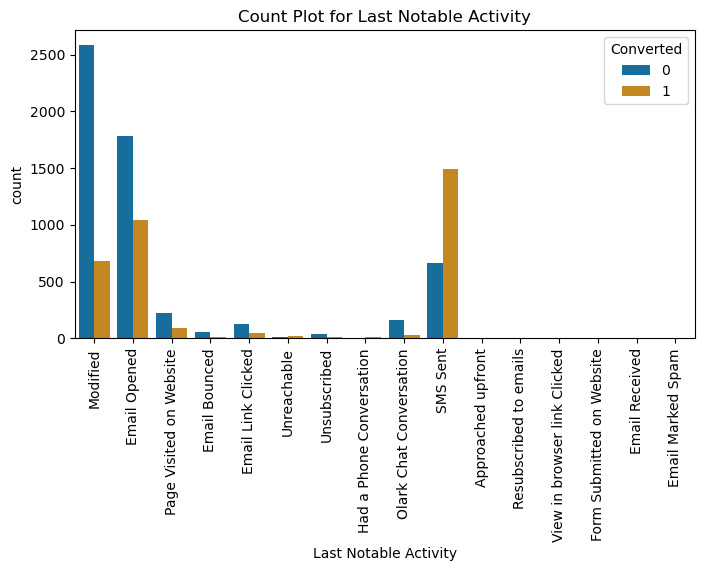 Count Plot for Last Notable Activity
Converted
0
1
count
2500
2000
1500
1000
500
0
Modified
Email Opened
Page Visited on Website
Email Bounced
Email Link Clicked
Unreachable
Unsubscribed
Had a Phone Conversation
Olark Chat Conversation
SMS Sent
Approached upfront
Resubscribed to emails
View in browser link Clicked
Form Submitted on Website
Email Received
Email Marked Spam
Last Notable Activity